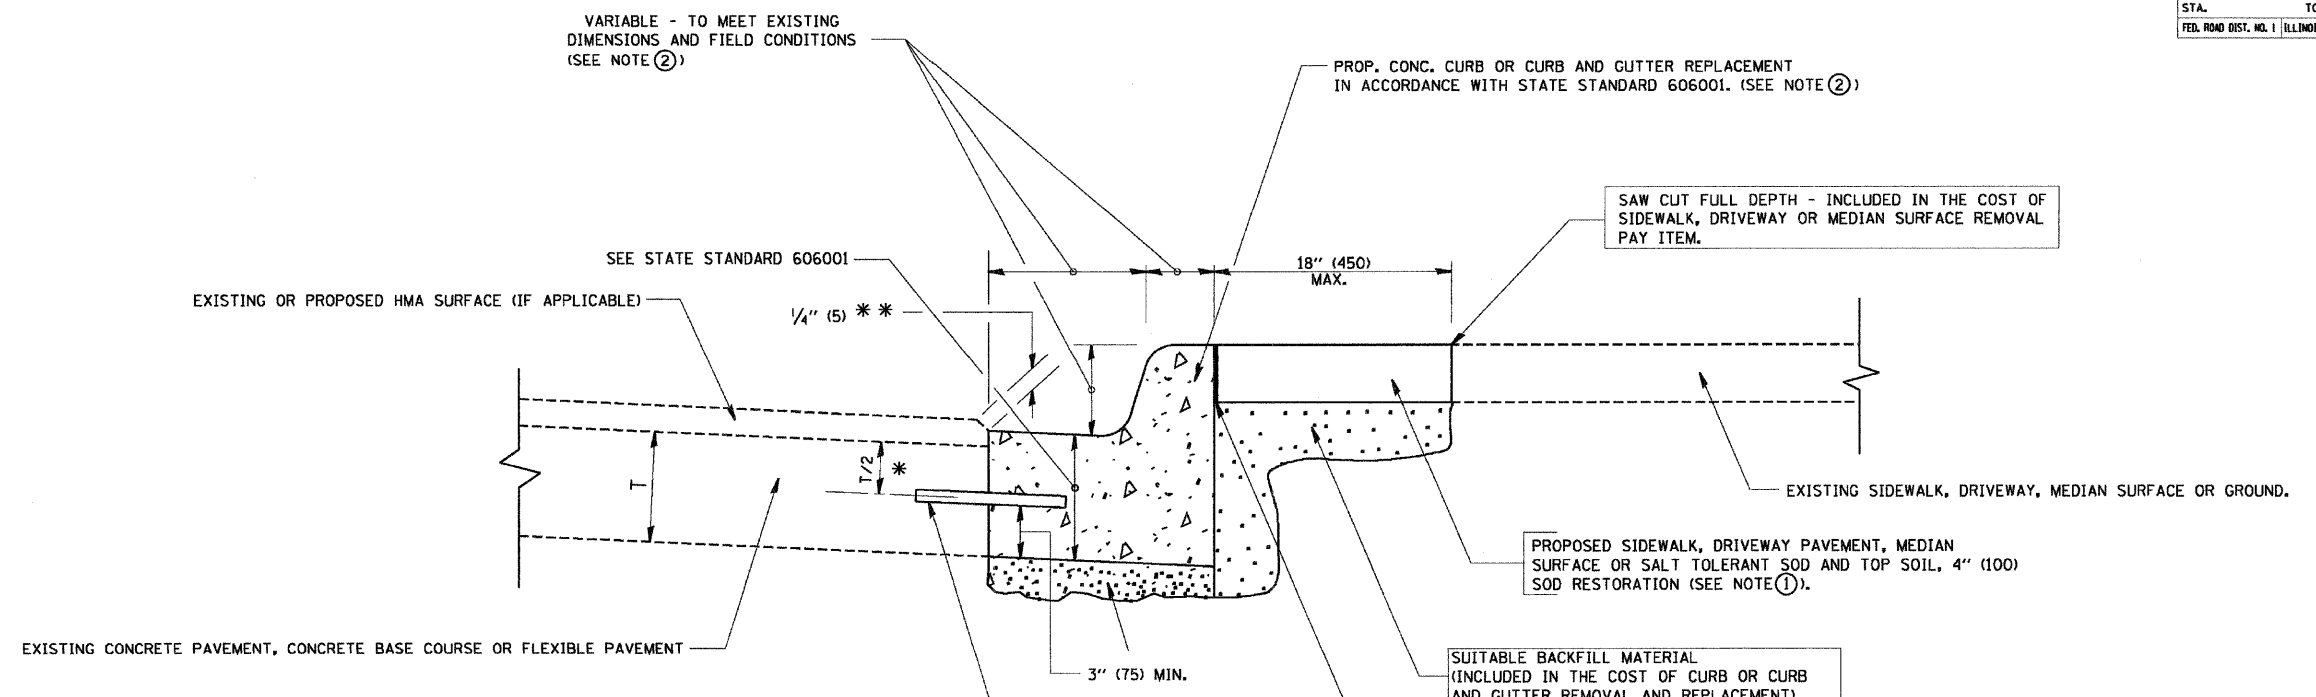 VARIABLE - TO MEET EXISTING
DIMENSIONS AND FIELD CONDITIONS
(SEE NOTE ②)
STA. TO
FED. ROAD DIST. NO. 1 ILLINOI
PROP. CONC. CURB OR CURB AND GUTTER REPLACEMENT
IN ACCORDANCE WITH STATE STANDARD 606001. (SEE NOTE ②)
SAW CUT FULL DEPTH - INCLUDED IN THE COST OF
SIDEWALK, DRIVEWAY OR MEDIAN SURFACE REMOVAL
PAY ITEM.
SEE STATE STANDARD 606001
18" (450)
MAX.
EXISTING OR PROPOSED HMA SURFACE (IF APPLICABLE)
1/4" (5) * *
T
T/2 *
EXISTING SIDEWALK, DRIVEWAY, MEDIAN SURFACE OR GROUND.
PROPOSED SIDEWALK, DRIVEWAY PAVEMENT, MEDIAN
SURFACE OR SALT TOLERANT SOD AND TOP SOIL, 4" (100)
SOD RESTORATION (SEE NOTE ①).
EXISTING CONCRETE PAVEMENT, CONCRETE BASE COURSE OR FLEXIBLE PAVEMENT
3" (75) MIN.
SUITABLE BACKFILL MATERIAL
(INCLUDED IN THE COST OF CURB OR CURB
AND GUTTER REMOVAL AND REPLACEMENT)